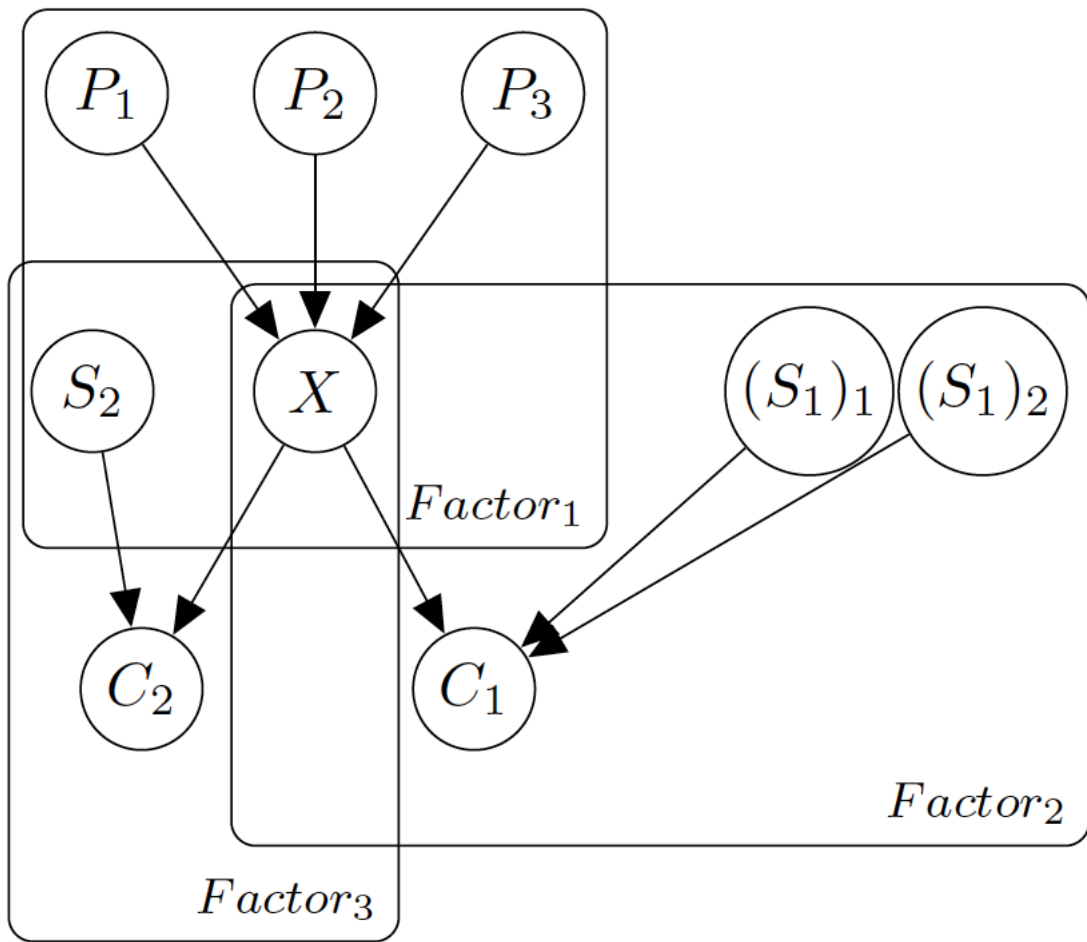 P₁ P₂ P₃
S₂ X (S₁)₁ (S₁)₂
Factor₁
C₂ C₁
Factor₂
Factor₃